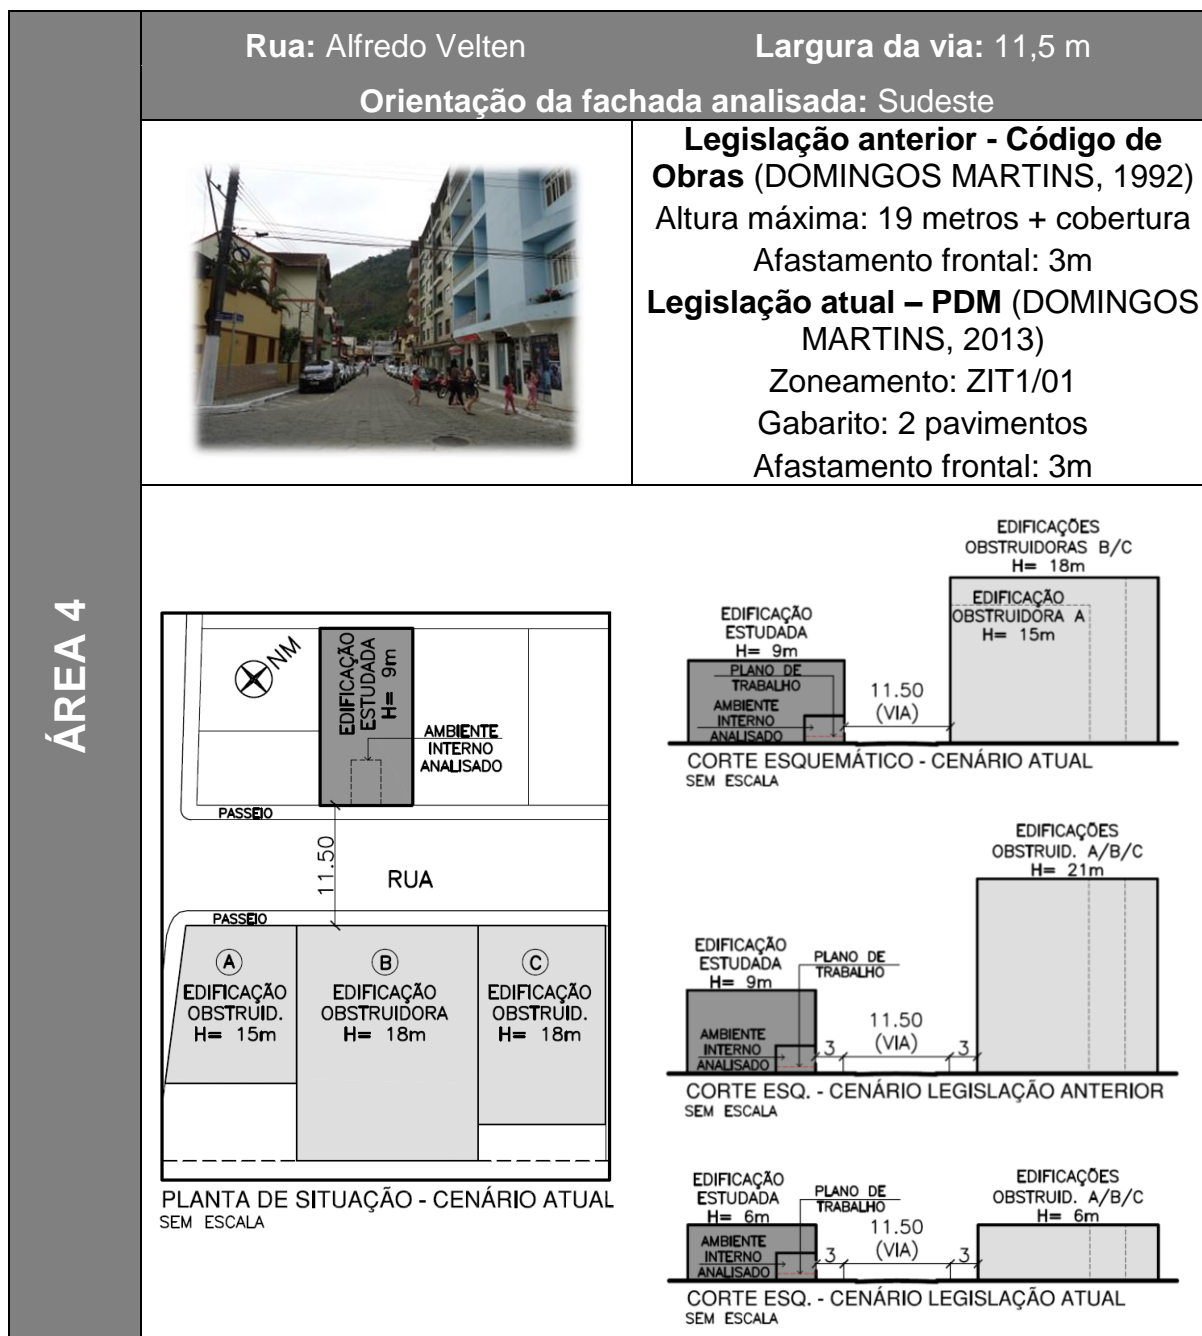 ÁREA 4
Rua: Alfredo Velten
Largura da via: 11,5 m
Orientação da fachada analisada: Sudeste
Legislação anterior - Código de
Obras (DOMINGOS MARTINS, 1992)
Altura máxima: 19 metros + cobertura
Afastamento frontal: 3m
Legislação atual – PDM (DOMINGOS
MARTINS, 2013)
Zoneamento: ZIT1/01
Gabarito: 2 pavimentos
Afastamento frontal: 3m
NM
EDIFICAÇÃO
ESTUDADA
H= 9m
AMBIENTE
INTERNO
ANALISADO
PASSEIO
11.50
RUA
PASSEIO
A
EDIFICAÇÃO
OBSTRUID.
H= 15m
B
EDIFICAÇÃO
OBSTRUIDORA
H= 18m
C
EDIFICAÇÃO
OBSTRUID.
H= 18m
PLANTA DE SITUAÇÃO - CENÁRIO ATUAL
SEM ESCALA
EDIFICAÇÕES
OBSTRUIDORAS B/C
H= 18m
EDIFICAÇÃO
OBSTRUIDORA A
H= 15m
EDIFICAÇÃO
ESTUDADA
H= 9m
PLANO DE
TRABALHO
AMBIENTE
INTERNO
ANALISADO
11.50
(VIA)
CORTE ESQUEMÁTICO - CENÁRIO ATUAL
SEM ESCALA
EDIFICAÇÕES
OBSTRUID. A/B/C
H= 21m
EDIFICAÇÃO
ESTUDADA
H= 9m
PLANO DE
TRABALHO
AMBIENTE
INTERNO
ANALISADO
3
11.50
(VIA)
3
CORTE ESQ. - CENÁRIO LEGISLAÇÃO ANTERIOR
SEM ESCALA
EDIFICAÇÃO
ESTUDADA
H= 6m
PLANO DE
TRABALHO
EDIFICAÇÕES
OBSTRUID. A/B/C
H= 6m
AMBIENTE
INTERNO
ANALISADO
3
11.50
(VIA)
3
CORTE ESQ. - CENÁRIO LEGISLAÇÃO ATUAL
SEM ESCALA